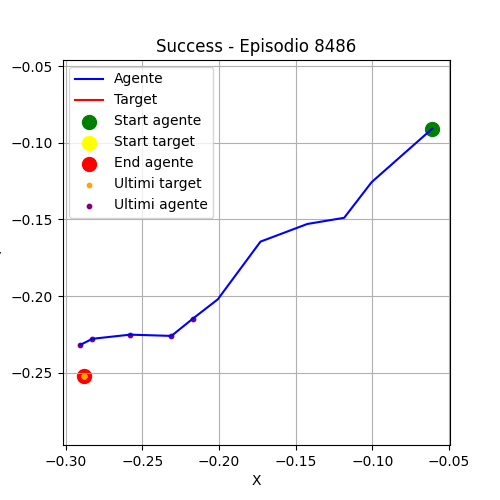 Success - Episodio 8486
−0.05
−0.10
−0.15
−0.20
−0.25
Agente
Target
Start agente
Start target
End agente
Ultimi target
Ultimi agente
−0.30 −0.25 −0.20 −0.15 −0.10 −0.05
X